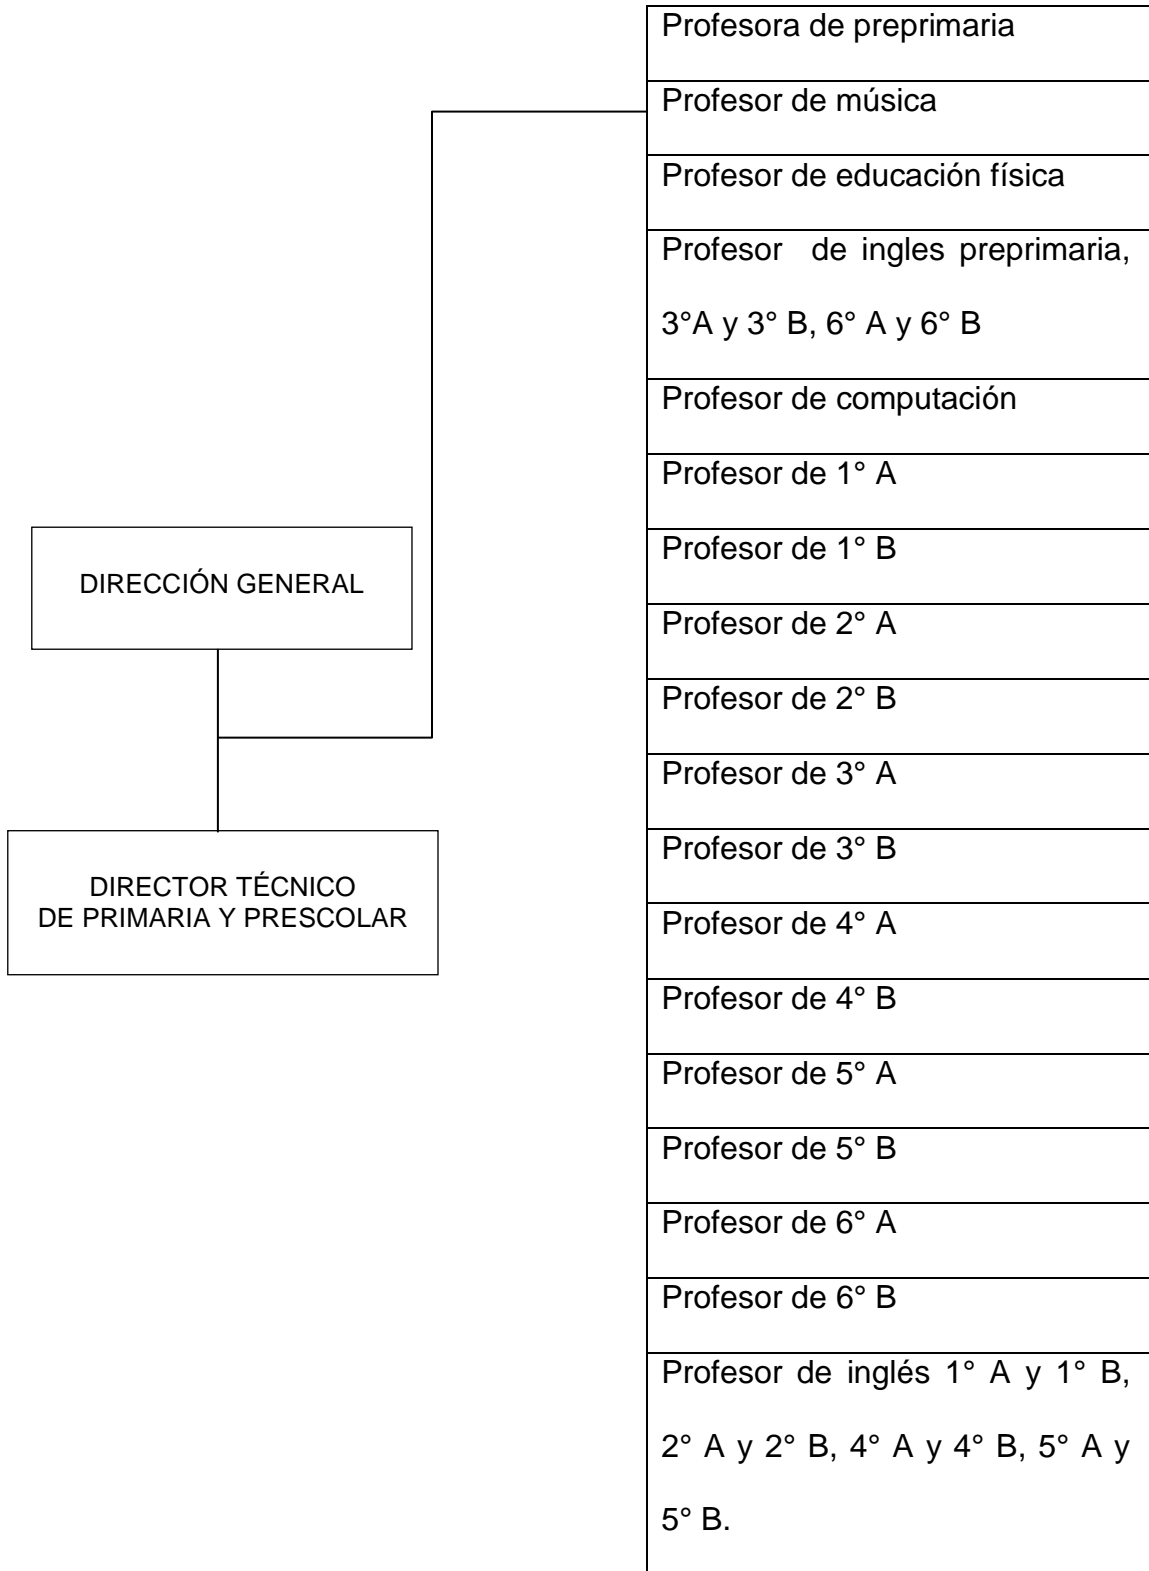 Profesora de preprimaria
Profesor de música
Profesor de educación física
Profesor de ingles preprimaria,
3°A y 3° B, 6° A y 6° B
Profesor de computación
Profesor de 1° A
Profesor de 1° B
Profesor de 2° A
Profesor de 2° B
Profesor de 3° A
Profesor de 3° B
Profesor de 4° A
Profesor de 4° B
Profesor de 5° A
Profesor de 5° B
Profesor de 6° A
Profesor de 6° B
Profesor de inglés 1° A y 1° B,
2° A y 2° B, 4° A y 4° B, 5° A y
5° B.
DIRECCIÓN GENERAL
DIRECTOR TÉCNICO
DE PRIMARIA Y PRESCOLAR